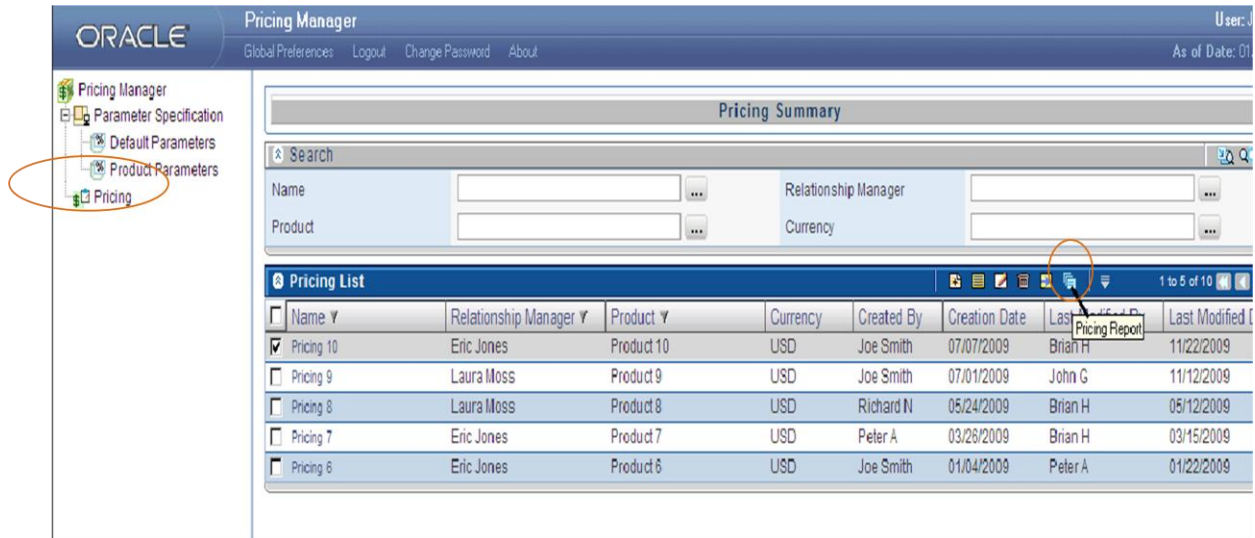 ORACLE
Pricing Manager
User: J
Global Preferences Logout Change Password About
As of Date: 01
Pricing Manager
Parameter Specification
Default Parameters
Product Parameters
Pricing
Pricing Summary
Search
Name ... Relationship Manager ...
Product ... Currency ...
Pricing List
1 to 5 of 10
Name Relationship Manager Product Currency Created By Creation Date Last Modified By Last Modified D
Pricing Report
Pricing 10 Eric Jones Product 10 USD Joe Smith 07/07/2009 Brian H 11/22/2009
Pricing 9 Laura Moss Product 9 USD Joe Smith 07/01/2009 John G 11/12/2009
Pricing 8 Laura Moss Product 8 USD Richard N 05/24/2009 Brian H 05/12/2009
Pricing 7 Eric Jones Product 7 USD Peter A 03/26/2009 Brian H 03/15/2009
Pricing 6 Eric Jones Product 6 USD Joe Smith 01/04/2009 Peter A 01/22/2009